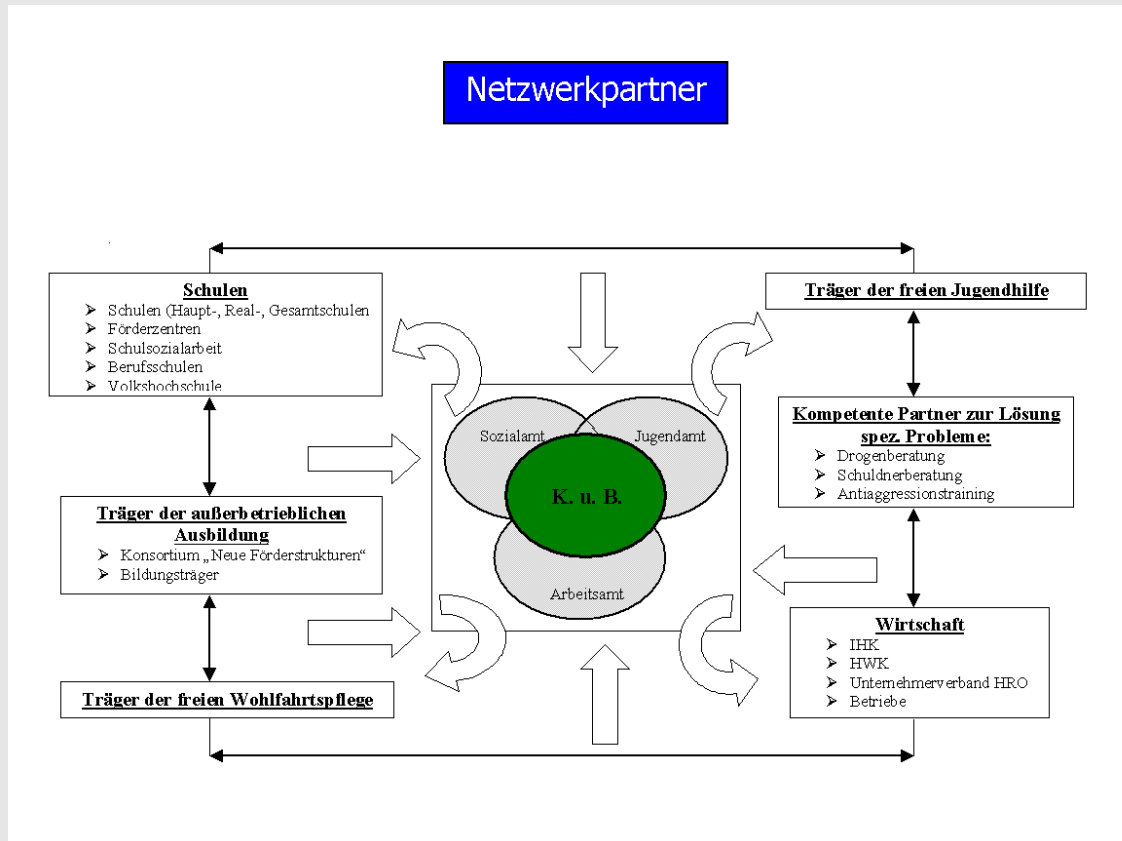 Netzwerkpartner
Schulen
➢ Schulen (Haupt-, Real-, Gesamtschulen
➢ Förderzentren
➢ Schulsozialarbeit
➢ Berufsschulen
➢ Volkshochschule
Träger der außerbetrieblichen
Ausbildung
➢ Konsortium „Neue Förderstrukturen“
➢ Bildungsträger
Träger der freien Wohlfahrtspflege
Sozialamt
Jugendamt
K. u. B.
Arbeitsamt
Träger der freien Jugendhilfe
Kompetente Partner zur Lösung
spez. Probleme:
➢ Drogenberatung
➢ Schuldnerberatung
➢ Antiaggressionstraining
Wirtschaft
➢ IHK
➢ HWK
➢ Unternehmerverband HRO
➢ Betriebe